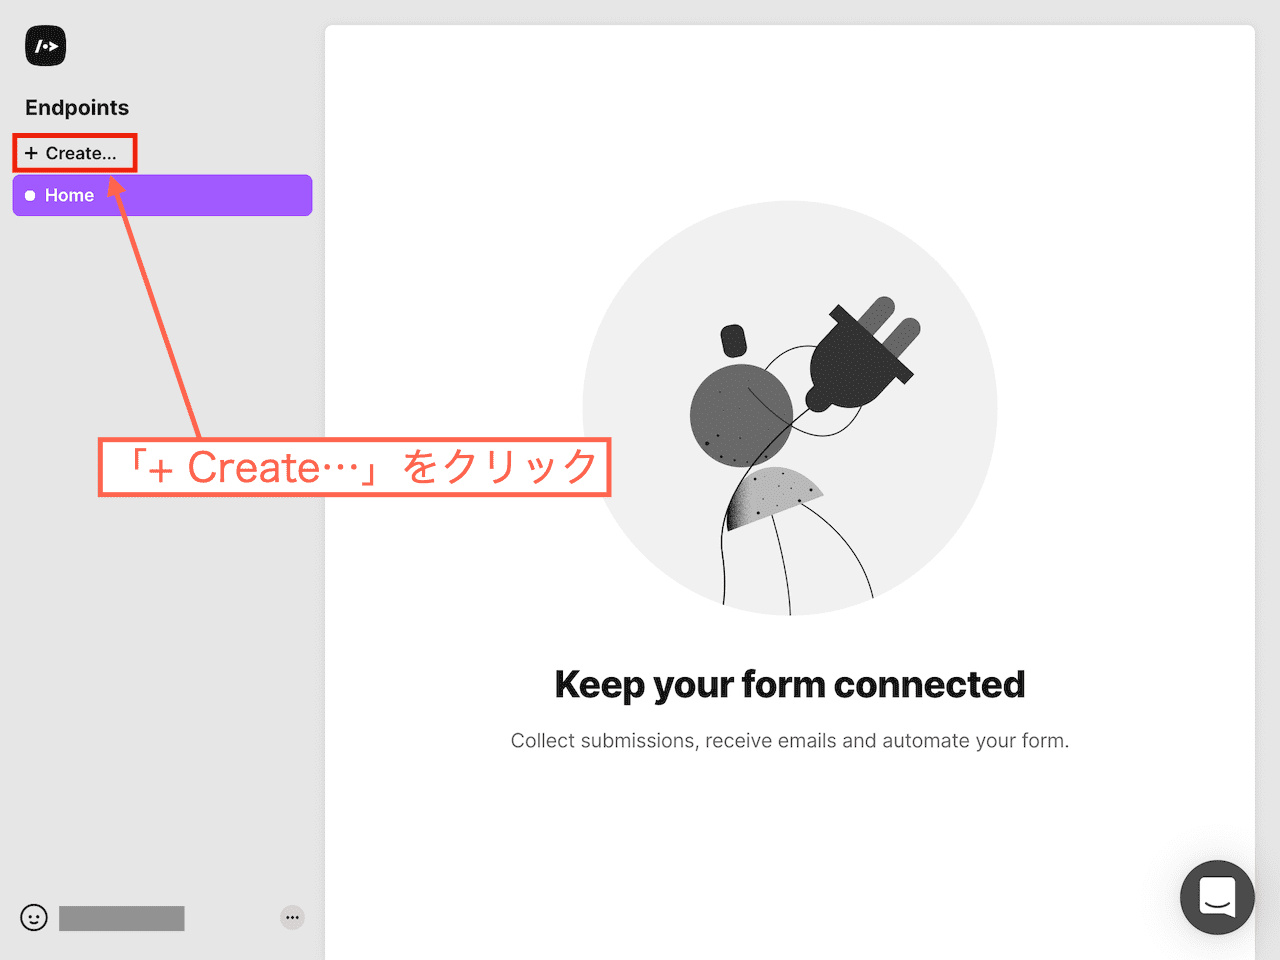 Endpoints
+ Create...
Home
「+ Create…」をクリック
Keep your form connected
Collect submissions, receive emails and automate your form.